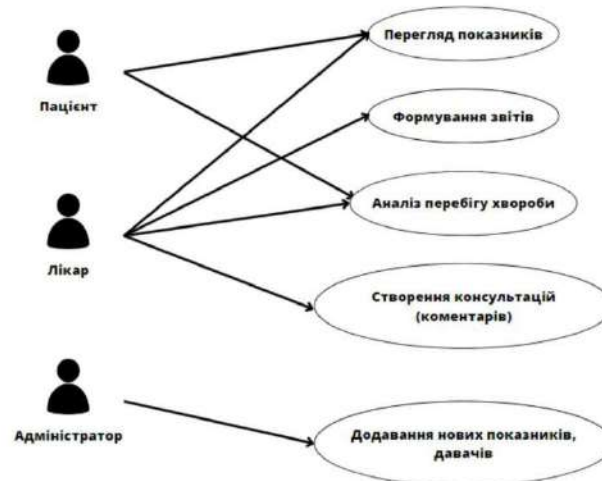 Перегляд показників
Пацієнт
Формування звітів
Аналіз перебігу хвороби
Лікар
Створення консультацій
(коментарів)
Адміністратор
Додавання нових показників,
давачів